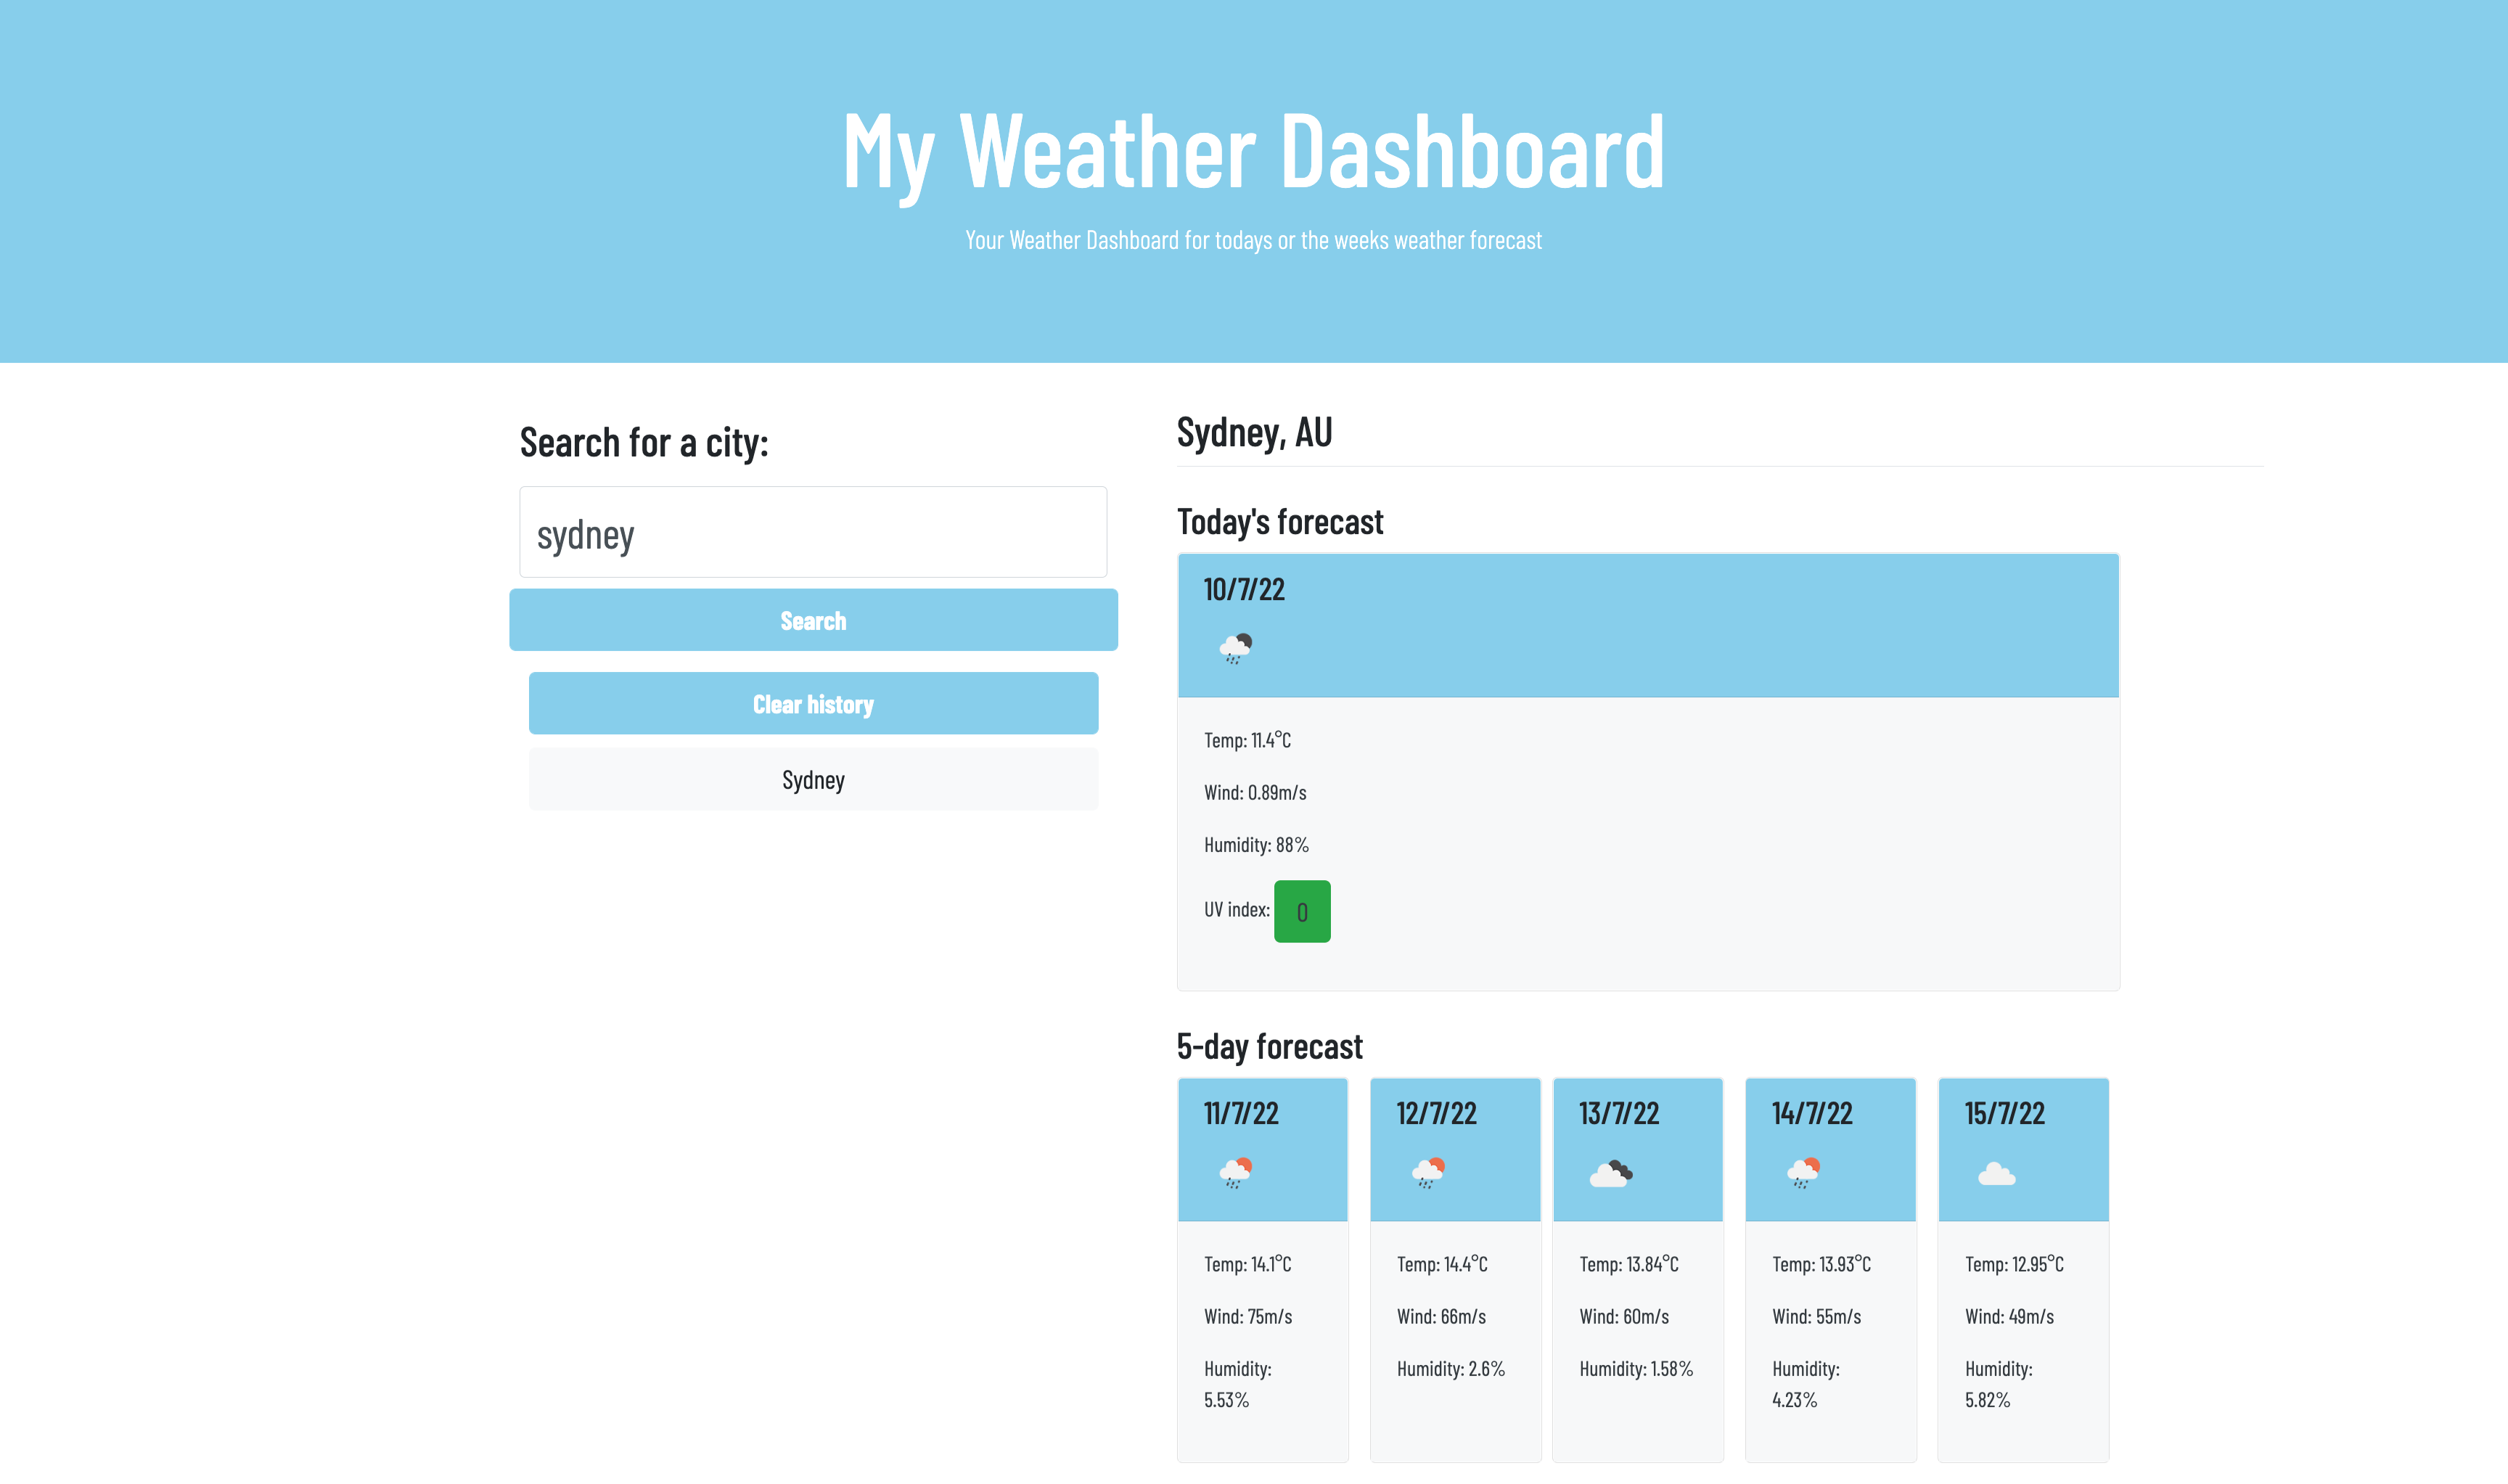 My Weather Dashboard
Your Weather Dashboard for todays or the weeks weather forecast
Search for a city:
sydney
Search
Clear history
Sydney
Sydney, AU
Today's forecast
10/7/22
Temp: 11.4°C
Wind: 0.89m/s
Humidity: 88%
UV index: 0
5-day forecast
11/7/22
Temp: 14.1°C
Wind: 75m/s
Humidity:
5.53%
12/7/22
Temp: 14.4°C
Wind: 66m/s
Humidity: 2.6%
13/7/22
Temp: 13.84°C
Wind: 60m/s
Humidity: 1.58%
14/7/22
Temp: 13.93°C
Wind: 55m/s
Humidity:
4.23%
15/7/22
Temp: 12.95°C
Wind: 49m/s
Humidity:
5.82%